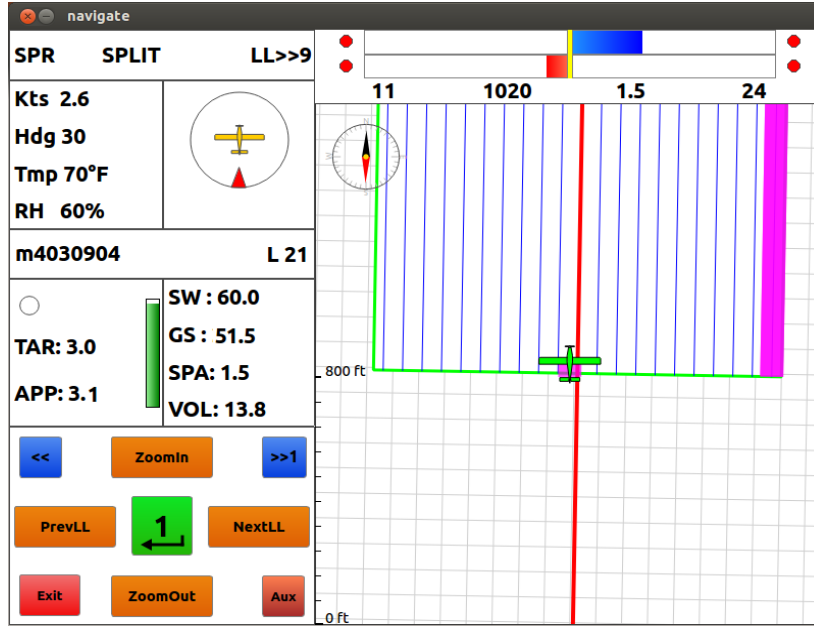 navigate
SPR SPLIT LL>>9
11 1020 1.5 24
Kts 2.6
Hdg 30
Tmp 70°F
RH 60%
N
W
m4030904 L 21
SW : 60.0
GS : 51.5
TAR: 3.0
SPA: 1.5
APP: 3.1
VOL: 13.8
800 ft
<< ZoomIn >>1
PrevLL 1 NextLL
Exit ZoomOut Aux
0 ft